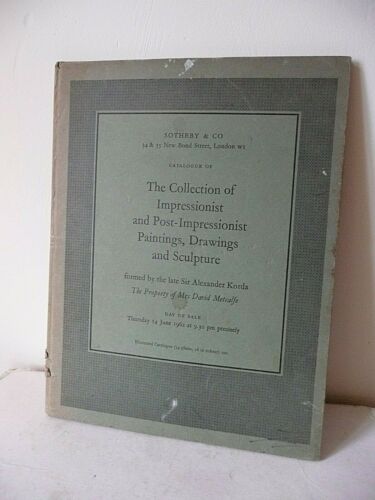 SOTHEBY & CO
34 & 35 New Bond Street, London W1
CATALOGUE OF
The Collection of
Impressionist
and Post-Impressionist
Paintings, Drawings
and Sculpture
formed by the late Sir Alexander Korda
The Property of Mrs David Metcalfe
DAY OF SALE
Thursday 14 June 1962 at 9.30 pm precisely
Illustrated Catalogue